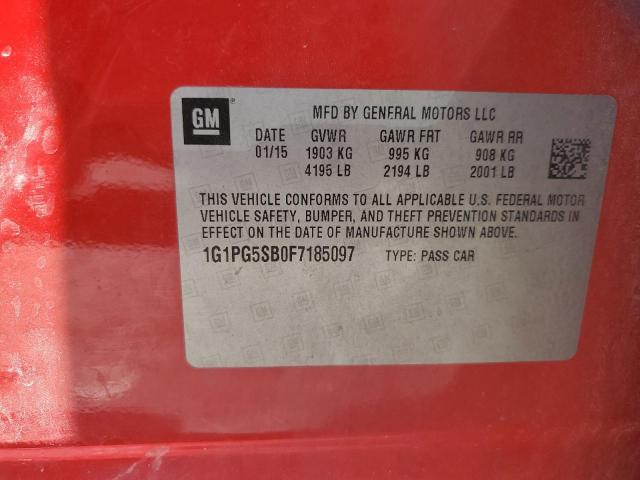 GM
MFD BY GENERAL MOTORS LLC
DATE GVWR GAWR FRT GAWR RR
01/15 1903 KG 995 KG 908 KG
4195 LB 2194 LB 2001 LB
THIS VEHICLE CONFORMS TO ALL APPLICABLE U.S. FEDERAL MOTOR
VEHICLE SAFETY, BUMPER, AND THEFT PREVENTION STANDARDS IN
EFFECT ON THE DATE OF MANUFACTURE SHOWN ABOVE.
1G1PG5SB0F7185097 TYPE: PASS CAR